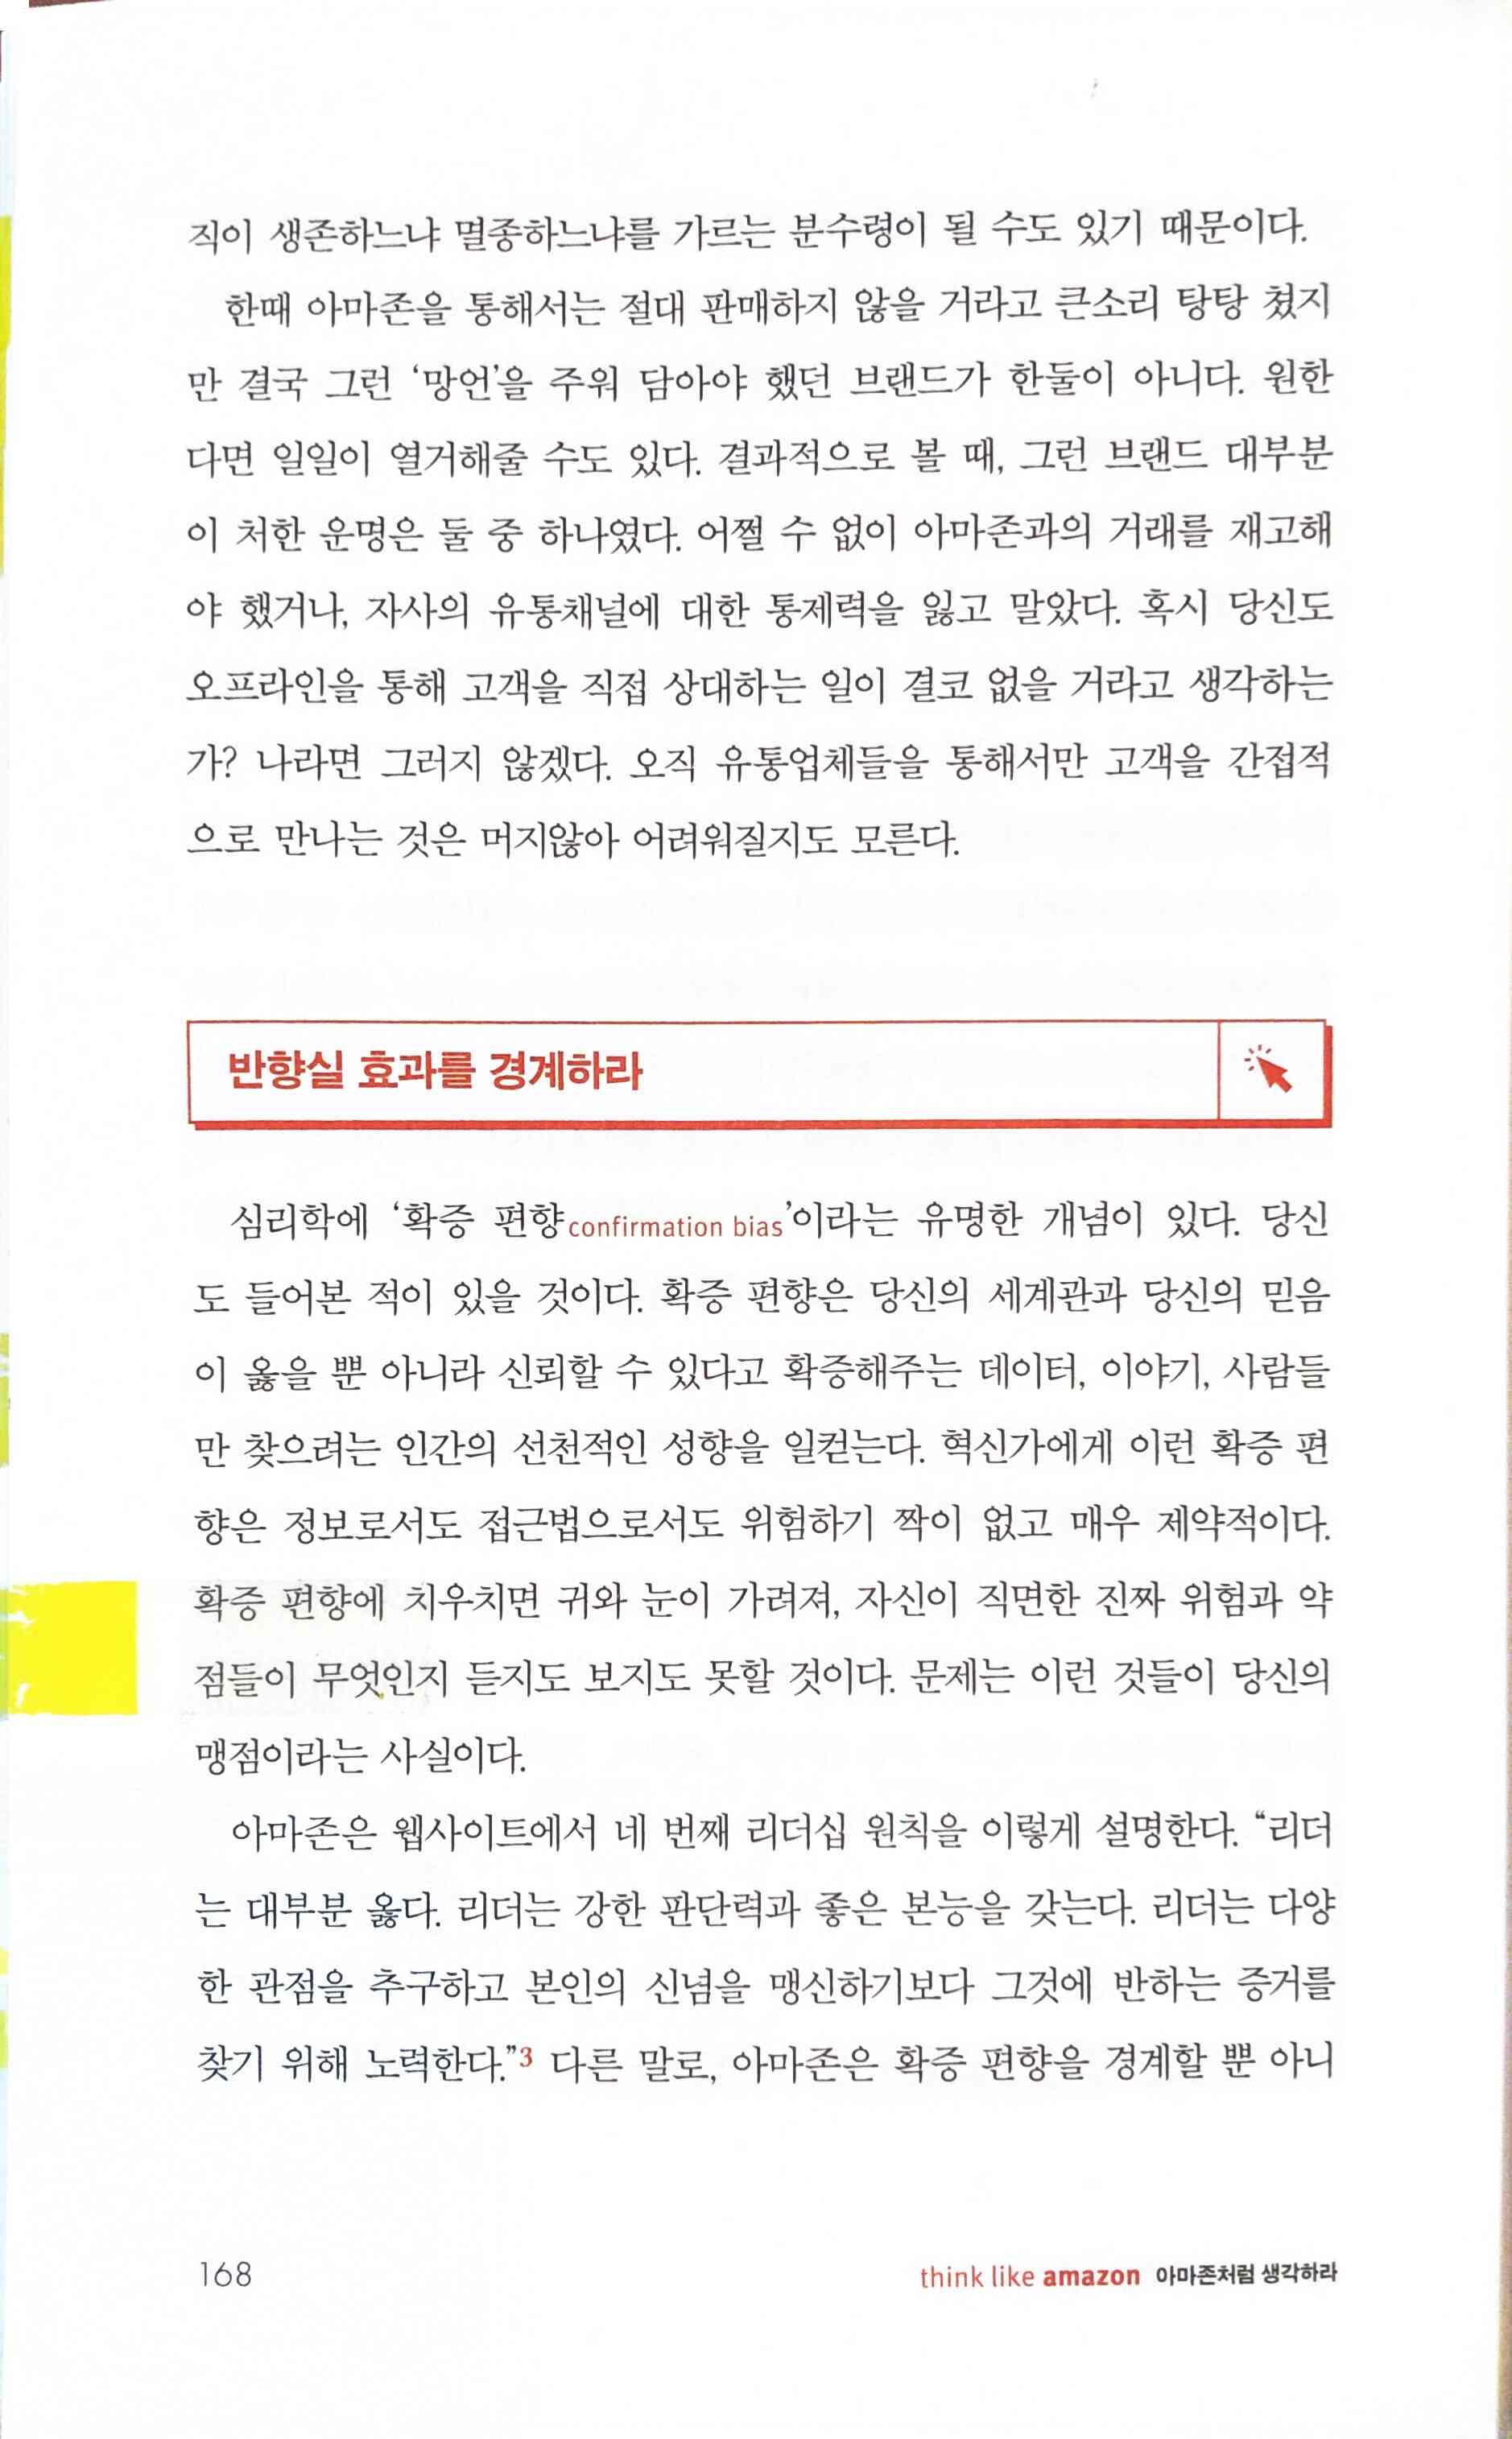 직이 생존하느냐 멸종하느냐를 가르는 분수령이 될 수도 있기 때문이다.
한때 아마존을 통해서는 절대 판매하지 않을 거라고 큰소리 탕탕 쳤지
만 결국 그런 ‘망언’을 주워 담아야 했던 브랜드가 한둘이 아니다. 원한
다면 일일이 열거해줄 수도 있다. 결과적으로 볼 때, 그런 브랜드 대부분
이 처한 운명은 둘 중 하나였다. 어쩔 수 없이 아마존과의 거래를 재고해
야 했거나, 자사의 유통채널에 대한 통제력을 잃고 말았다. 혹시 당신도
오프라인을 통해 고객을 직접 상대하는 일이 결코 없을 거라고 생각하는
가? 나라면 그러지 않겠다. 오직 유통업체들을 통해서만 고객을 간접적
으로 만나는 것은 머지않아 어려워질지도 모른다.
반향실 효과를 경계하라
심리학에 ‘확증 편향confirmation bias’이라는 유명한 개념이 있다. 당신
도 들어본 적이 있을 것이다. 확증 편향은 당신의 세계관과 당신의 믿음
이 옳을 뿐 아니라 신뢰할 수 있다고 확증해주는 데이터, 이야기, 사람들
만 찾으려는 인간의 선천적인 성향을 일컫는다. 혁신가에게 이런 확증 편
향은 정보로서도 접근법으로서도 위험하기 짝이 없고 매우 제약적이다.
확증 편향에 치우치면 귀와 눈이 가려져, 자신이 직면한 진짜 위험과 약
점들이 무엇인지 듣지도 보지도 못할 것이다. 문제는 이런 것들이 당신의
맹점이라는 사실이다.
아마존은 웹사이트에서 네 번째 리더십 원칙을 이렇게 설명한다. “리더
는 대부분 옳다. 리더는 강한 판단력과 좋은 본능을 갖는다. 리더는 다양
한 관점을 추구하고 본인의 신념을 맹신하기보다 그것에 반하는 증거를
찾기 위해 노력한다.”3 다른 말로, 아마존은 확증 편향을 경계할 뿐 아니
168
think like amazon 아마존처럼 생각하라